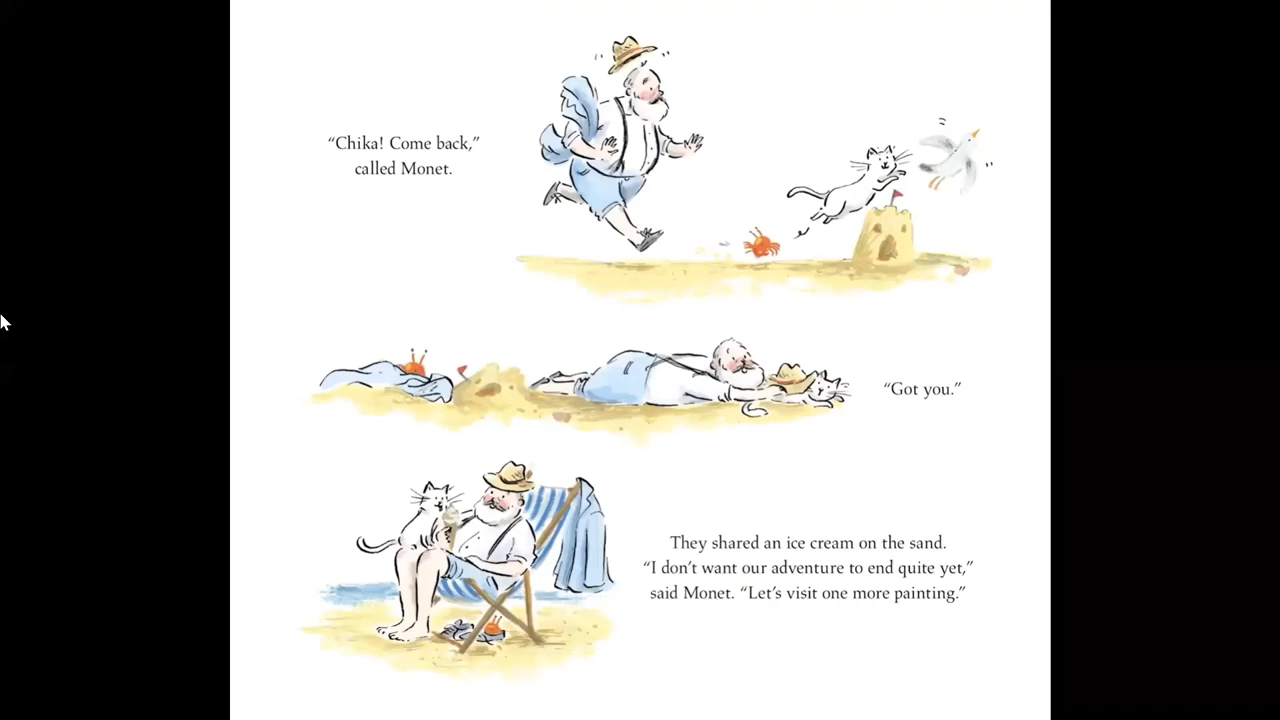 “Chika! Come back,”
called Monet.
“Got you.”
They shared an ice cream on the sand.
“I don’t want our adventure to end quite yet,”
said Monet. “Let’s visit one more painting.”